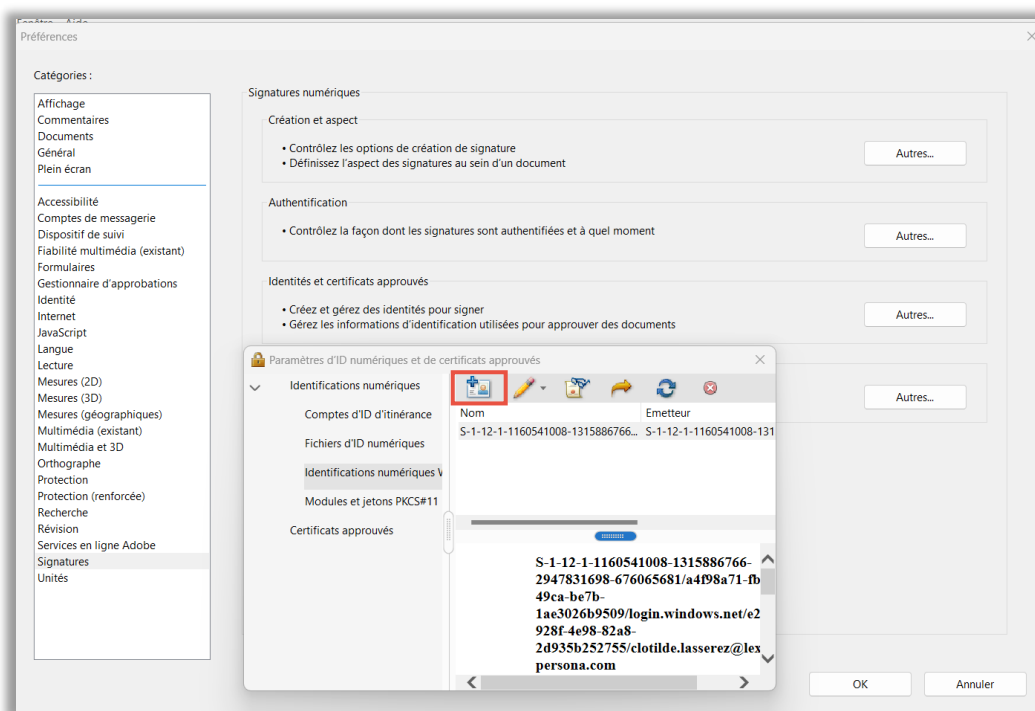 Fenêtre Aide
Préférences
Catégories :
Affichage
Commentaires
Documents
Général
Plein écran
Accessibilité
Comptes de messagerie
Dispositif de suivi
Fiabilité multimédia (existant)
Formulaires
Gestionnaire d'approbations
Identité
Internet
JavaScript
Langue
Lecture
Mesures (2D)
Mesures (3D)
Mesures (géographiques)
Multimédia (existant)
Multimédia et 3D
Orthographe
Protection
Protection (renforcée)
Recherche
Révision
Services en ligne Adobe
Signatures
Unités
Signatures numériques
Création et aspect
• Contrôlez les options de création de signature
• Définissez l'aspect des signatures au sein d'un document
Autres...
Authentification
• Contrôlez la façon dont les signatures sont authentifiées et à quel moment
Autres...
Identités et certificats approuvés
• Créez et gérez des identités pour signer
• Gérez les informations d'identification utilisées pour approuver des documents
Autres...
Autres...
Paramètres d'ID numériques et de certificats approuvés
Identifications numériques
Comptes d'ID d'itinérance
Fichiers d'ID numériques
Identifications numériques W
Modules et jetons PKCS#11
Certificats approuvés
Nom Emetteur
S-1-12-1-1160541008-1315886766... S-1-12-1-1160541008-131
S-1-12-1-1160541008-1315886766-
2947831698-676065681/a4f98a71-fb
49ca-be7b-
1ae3026b9509/login.windows.net/e2
928f-4e98-82a8-
2d935b252755/clotilde.lasserez@lex
persona.com
OK Annuler